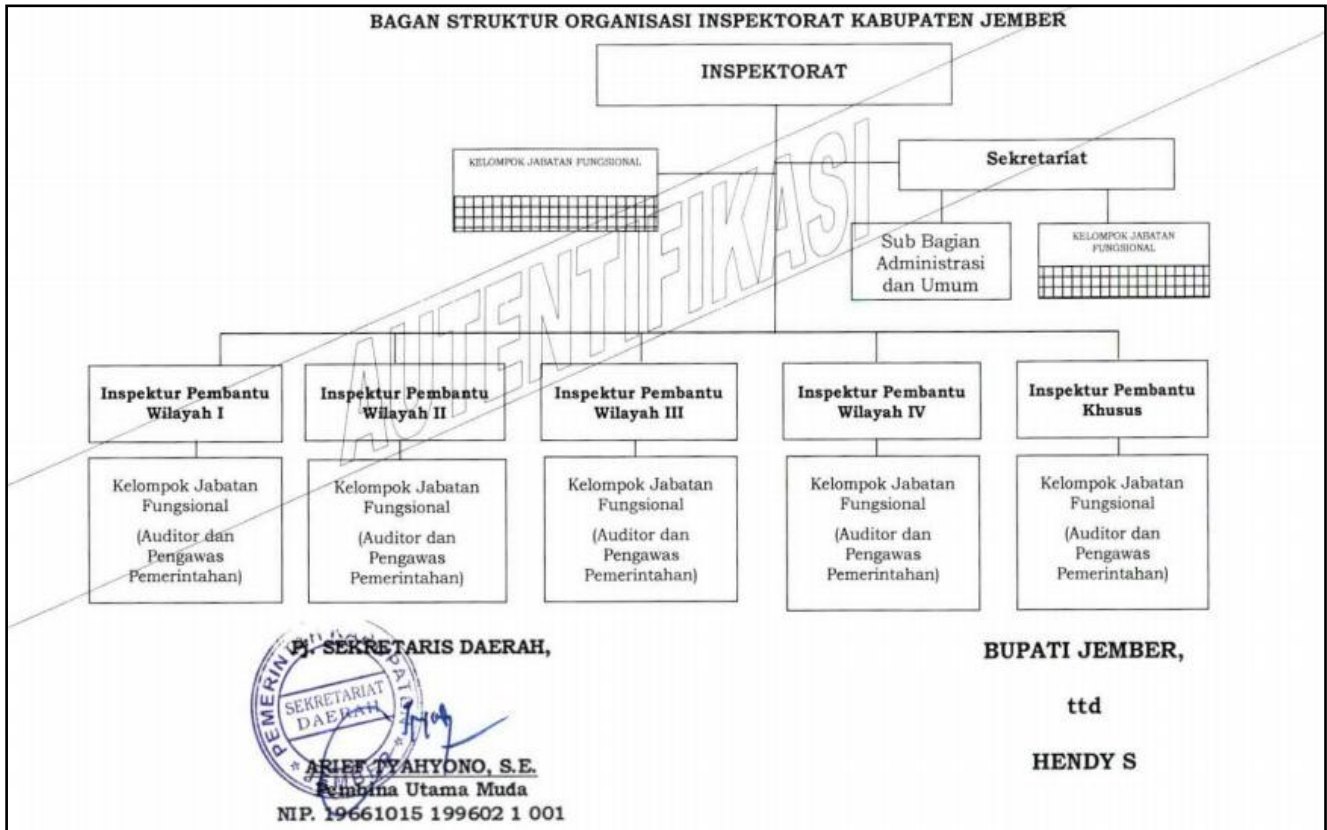 BAGAN STRUKTUR ORGANISASI INSPEKTORAT KABUPATEN JEMBER
INSPEKTORAT
KELOMPOK JABATAN FUNGSIONAL
Sekretariat
Sub Bagian
Administrasi
dan Umum
KELOMPOK JABATAN
FUNGSIONAL
AUTENTIFIKASI
Inspektur Pembantu
Wilayah I
Inspektur Pembantu
Wilayah II
Inspektur Pembantu
Wilayah III
Inspektur Pembantu
Wilayah IV
Inspektur Pembantu
Khusus
Kelompok Jabatan
Fungsional
(Auditor dan
Pengawas
Pemerintahan)
Kelompok Jabatan
Fungsional
(Auditor dan
Pengawas
Pemerintahan)
Kelompok Jabatan
Fungsional
(Auditor dan
Pengawas
Pemerintahan)
Kelompok Jabatan
Fungsional
(Auditor dan
Pengawas
Pemerintahan)
Kelompok Jabatan
Fungsional
(Auditor dan
Pengawas
Pemerintahan)
Pj. SEKRETARIS DAERAH,
PEMERINTAH KABUPATEN
SEKRETARIAT
DAERAH
JEMBER
ARIEF TYAHYONO, S.E.
Pembina Utama Muda
NIP. 19661015 199602 1 001
BUPATI JEMBER,
ttd
HENDY S